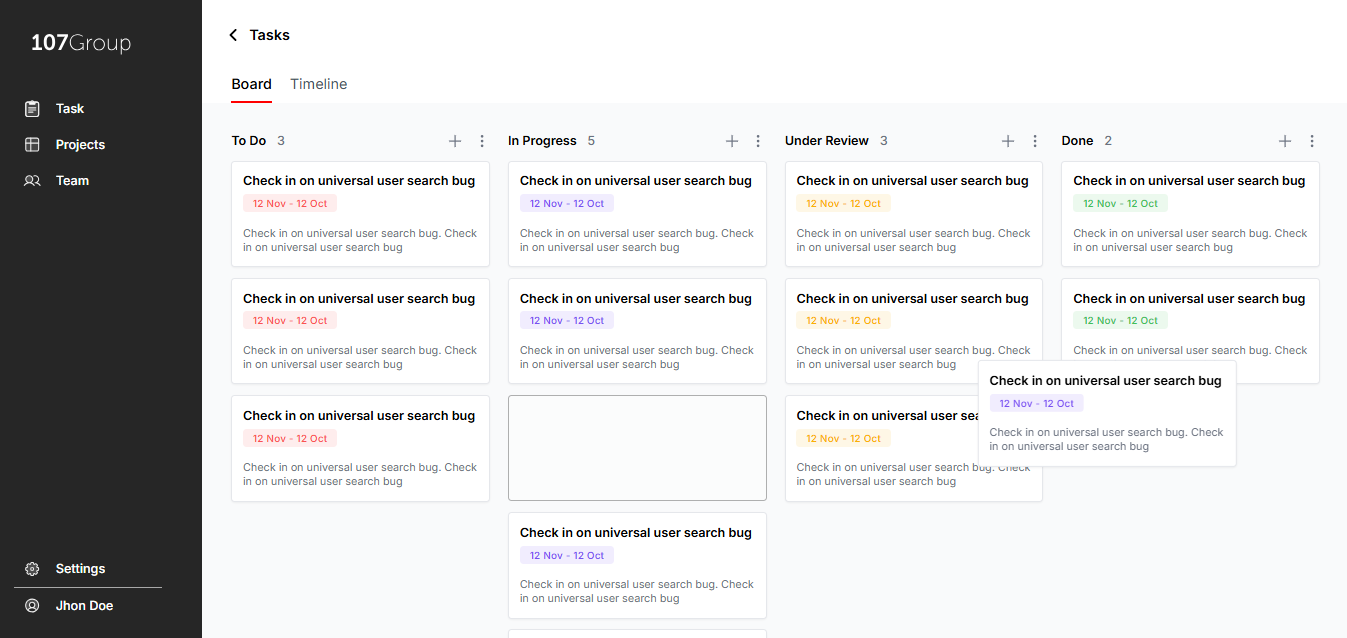 107Group
Task
Projects
Team
Settings
Jhon Doe
Tasks
Board Timeline
To Do 3
Check in on universal user search bug
12 Nov - 12 Oct
Check in on universal user search bug. Check
in on universal user search bug
Check in on universal user search bug
12 Nov - 12 Oct
Check in on universal user search bug. Check
in on universal user search bug
Check in on universal user search bug
12 Nov - 12 Oct
Check in on universal user search bug. Check
in on universal user search bug
In Progress 5
Check in on universal user search bug
12 Nov - 12 Oct
Check in on universal user search bug. Check
in on universal user search bug
Check in on universal user search bug
12 Nov - 12 Oct
Check in on universal user search bug. Check
in on universal user search bug
Check in on universal user search bug
12 Nov - 12 Oct
Check in on universal user search bug. Check
in on universal user search bug
Under Review 3
Check in on universal user search bug
12 Nov - 12 Oct
Check in on universal user search bug. Check
in on universal user search bug
Check in on universal user search bug
12 Nov - 12 Oct
Check in on universal user search bug. Check
in on universal user search bug
Check in on universal user sea
12 Nov - 12 Oct
Check in on universal user search bug. Check
in on universal user search bug
Done 2
Check in on universal user search bug
12 Nov - 12 Oct
Check in on universal user search bug. Check
in on universal user search bug
Check in on universal user search bug
12 Nov - 12 Oct
Check in on universal user search bug. Check
Check in on universal user search bug
12 Nov - 12 Oct
Check in on universal user search bug. Check
in on universal user search bug